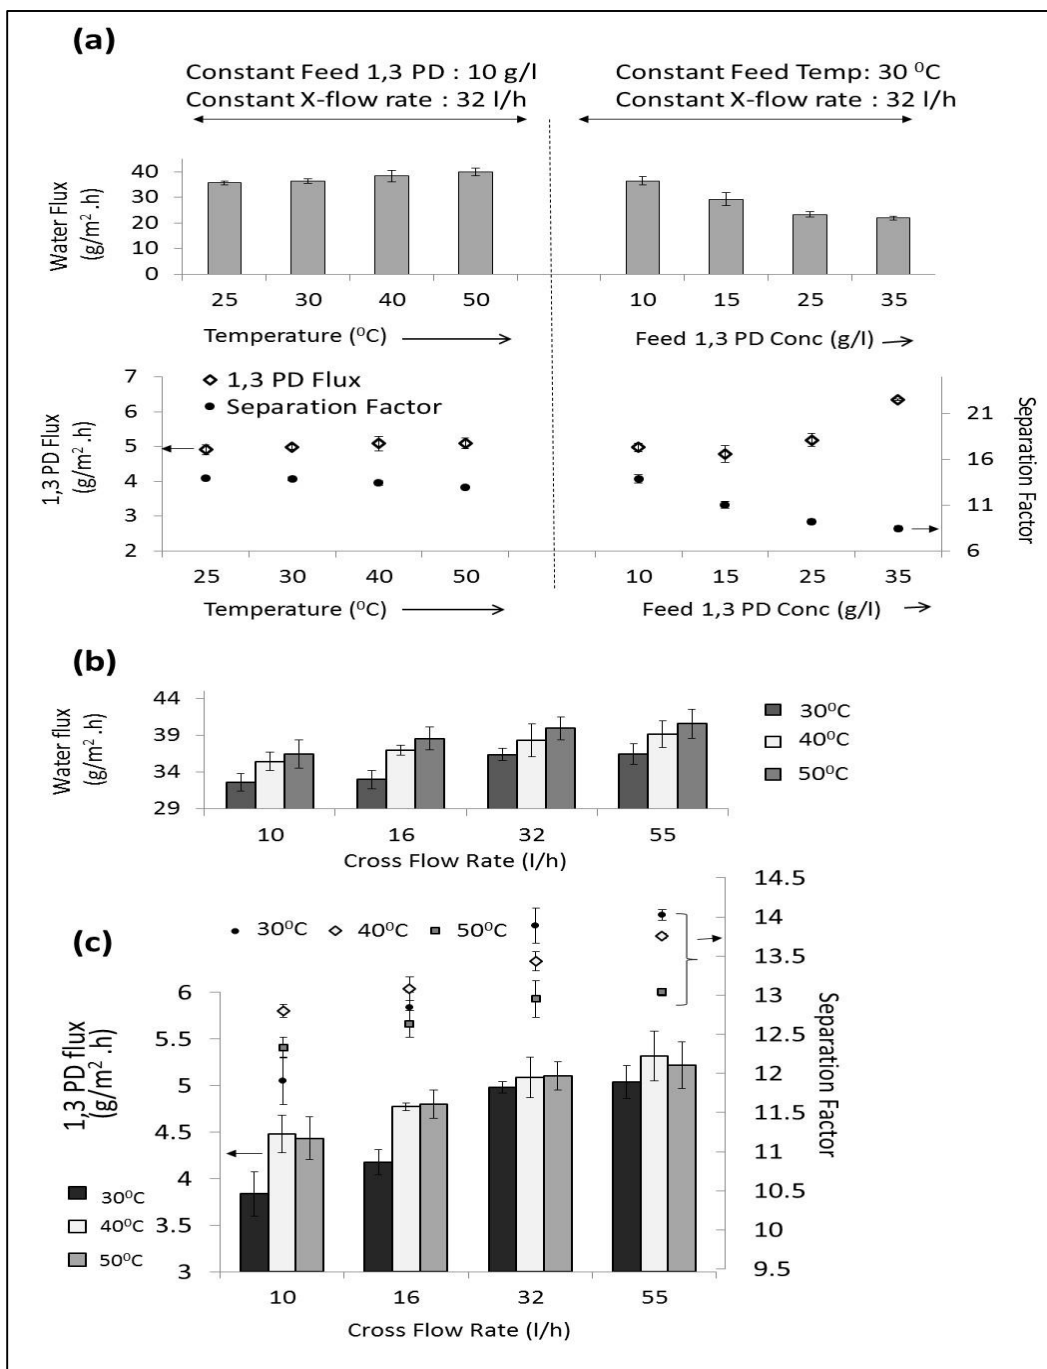 (a)
Constant Feed 1,3 PD : 10 g/l
Constant X-flow rate : 32 l/h
Constant Feed Temp: 30 ⁰C
Constant X-flow rate : 32 l/h
Water Flux
(g/m² .h)
40
30
20
10
0
25 30 40 50
10 15 25 35
Temperature (⁰C)
Feed 1,3 PD Conc (g/l)
1,3 PD Flux
(g/m² .h)
7
6
5
4
3
2
1,3 PD Flux
Separation Factor
21
16
11
6
Separation Factor
25 30 40 50
10 15 25 35
Temperature (⁰C)
Feed 1,3 PD Conc (g/l)
(b)
Water flux
(g/m² .h)
44
39
34
29
30⁰C
40⁰C
50⁰C
10 16 32 55
Cross Flow Rate (l/h)
(c)
30⁰C 40⁰C 50⁰C
1,3 PD flux
(g/m² .h)
6
5.5
5
4.5
4
3.5
3
30⁰C
40⁰C
50⁰C
14.5
14
13.5
13
12.5
12
11.5
11
10.5
10
9.5
Separation Factor
10 16 32 55
Cross Flow Rate (l/h)